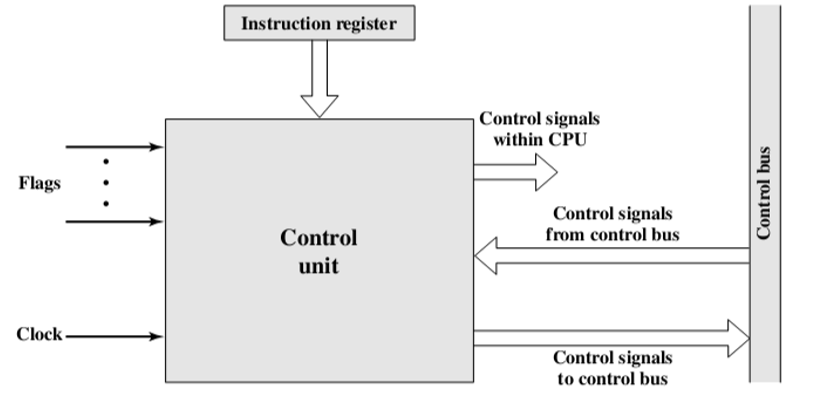 Instruction register
Control signals
within CPU
Flags
Control signals
from control bus
Control bus
Control
unit
Clock
Control signals
to control bus